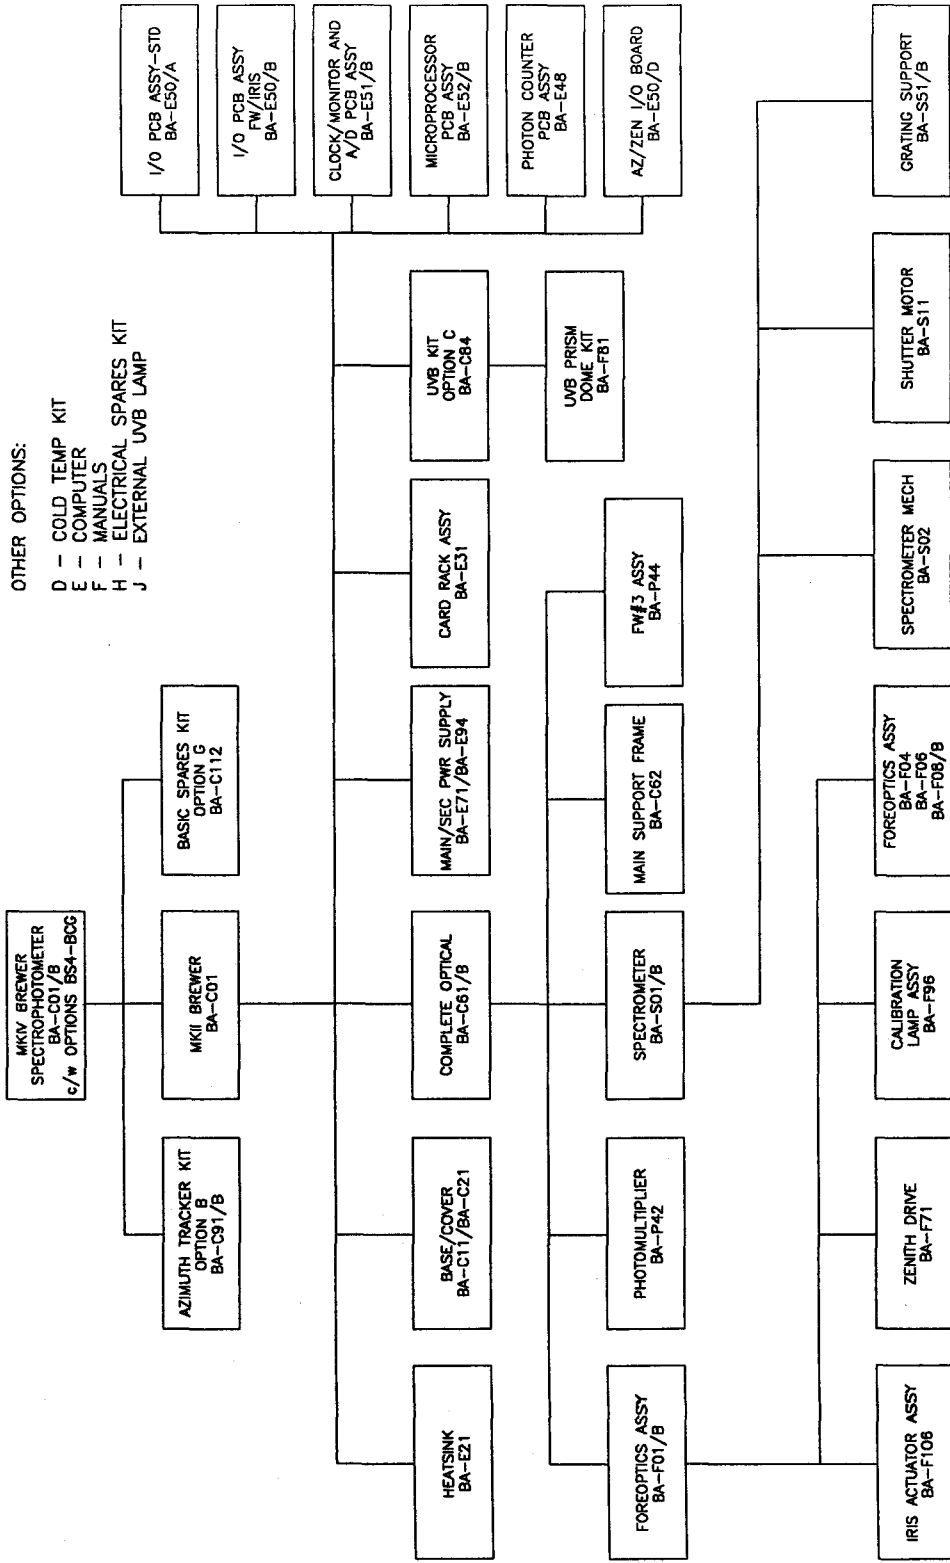 OTHER OPTIONS:
D - COLD TEMP KIT
E - COMPUTER
F - MANUALS
H - ELECTRICAL SPARES KIT
J - EXTERNAL UVB LAMP
MKIV BREWER
SPECTROPHOTOMETER
BA-C01/B
c/w OPTIONS BS4-BCG
AZIMUTH TRACKER KIT
OPTION B
BA-C91/B
MKII BREWER
BA-C01
BASIC SPARES KIT
OPTION G
BA-C112
HEATSINK
BA-E21
BASE/COVER
BA-C11/BA-C21
COMPLETE OPTICAL
BA-C61/B
MAIN/SEC PWR SUPPLY
BA-E71/BA-E94
CARD RACK ASSY
BA-E31
UVB KIT
OPTION C
BA-C84
UVB PRISM
DOME KIT
BA-F81
I/O PCB ASSY-STD
BA-E50/A
I/O PCB ASSY
FW/IRIS
BA-E50/B
CLOCK/MONITOR AND
A/D PCB ASSY
BA-E51/B
MICROPROCESSOR
PCB ASSY
BA-E52/B
PHOTON COUNTER
PCB ASSY
BA-E48
AZ/ZEN I/O BOARD
BA-E50/D
FOREOPTICS ASSY
BA-F01/B
PHOTOMULTIPLIER
BA-P42
SPECTROMETER
BA-S01/B
MAIN SUPPORT FRAME
BA-C62
FW#3 ASSY
BA-P44
IRIS ACTUATOR ASSY
BA-F106
ZENITH DRIVE
BA-F71
CALIBRATION
LAMP ASSY
BA-F96
FOREOPTICS ASSY
BA-F04
BA-F06
BA-F08/B
SPECTROMETER MECH
BA-S02
SHUTTER MOTOR
BA-S11
GRATING SUPPORT
BA-S51/B